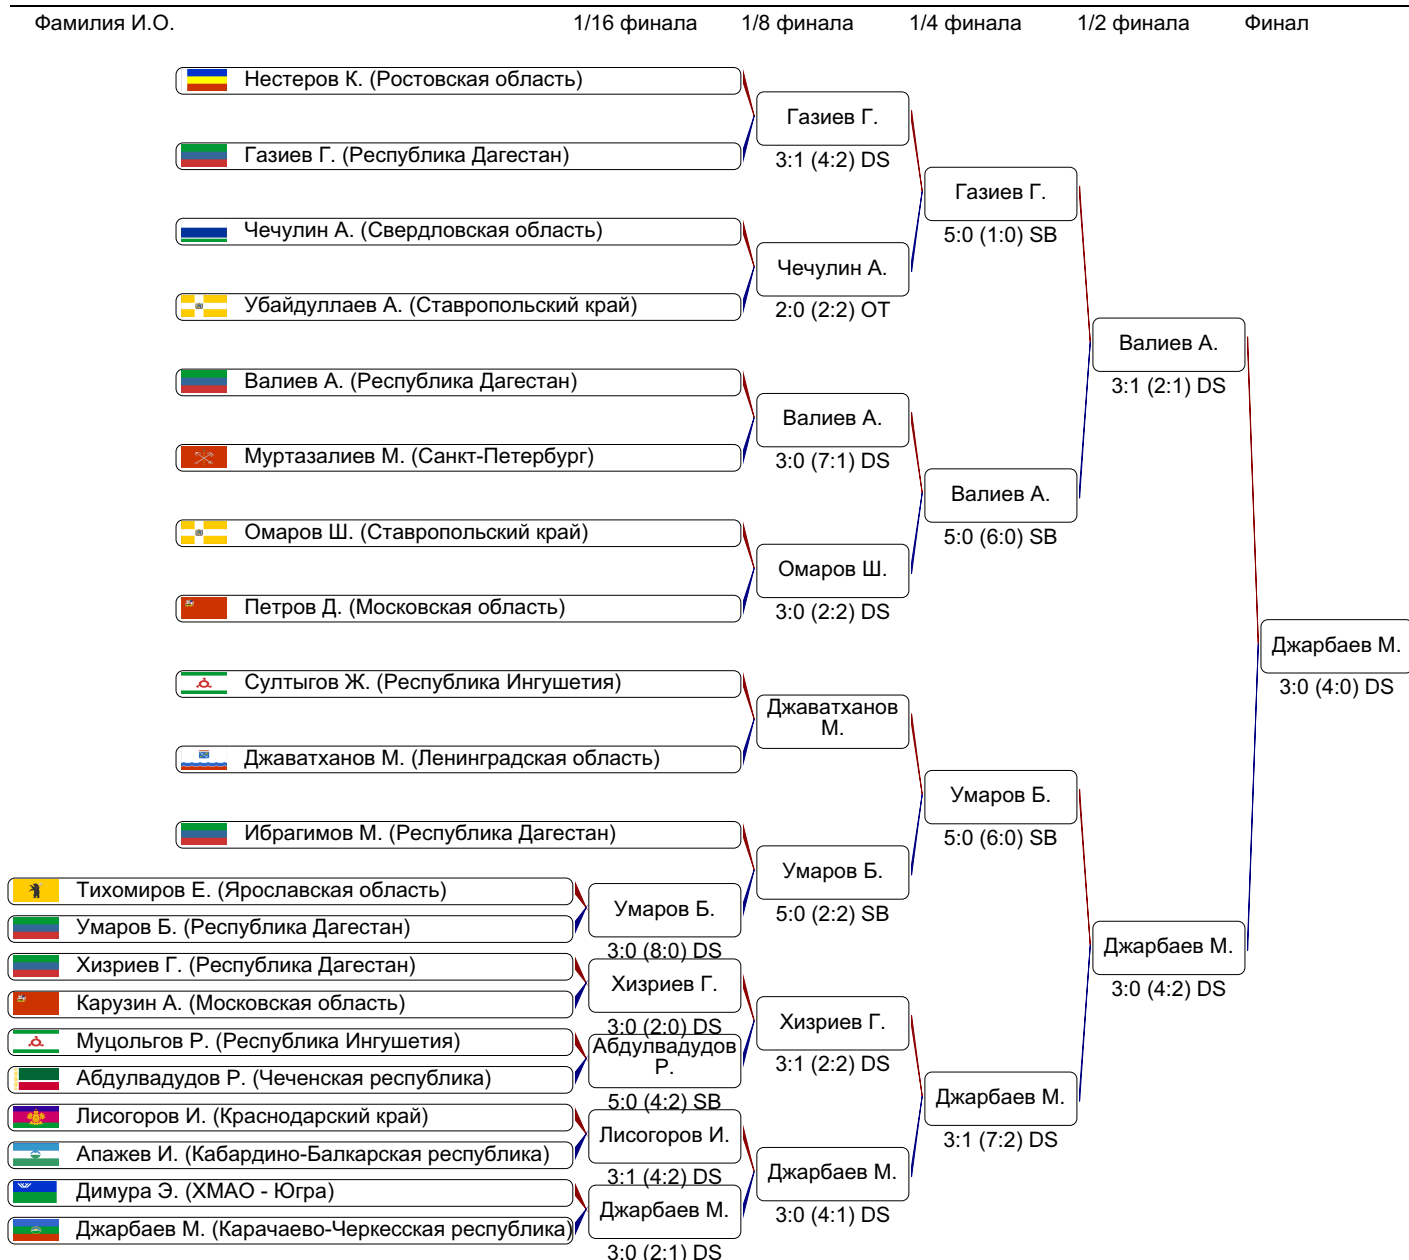 Фамилия И.О. 1/16 финала 1/8 финала 1/4 финала 1/2 финала Финал
Нестеров К. (Ростовская область)
Газиев Г.
Газиев Г. (Республика Дагестан)
3:1 (4:2) DS
Газиев Г.
Чечулин А. (Свердловская область)
5:0 (1:0) SB
Чечулин А.
Убайдуллаев А. (Ставропольский край)
2:0 (2:2) OT
Валиев А.
Валиев А. (Республика Дагестан)
3:1 (2:1) DS
Валиев А.
Муртазалиев М. (Санкт-Петербург)
3:0 (7:1) DS
Валиев А.
Омаров Ш. (Ставропольский край)
5:0 (6:0) SB
Омаров Ш.
Петров Д. (Московская область)
3:0 (2:2) DS
Джарбаев М.
Султыгов Ж. (Республика Ингушетия)
3:0 (4:0) DS
Джаватханов
М.
Джаватханов М. (Ленинградская область)
Умаров Б.
Ибрагимов М. (Республика Дагестан)
5:0 (6:0) SB
Умаров Б.
Тихомиров Е. (Ярославская область)
5:0 (2:2) SB
Умаров Б.
Умаров Б. (Республика Дагестан)
3:0 (8:0) DS
Джарбаев М.
Хизриев Г. (Республика Дагестан)
Хизриев Г.
3:0 (4:2) DS
Карузин А. (Московская область)
3:0 (2:0) DS
Хизриев Г.
Муцольгов Р. (Республика Ингушетия)
Абдулвадудов
Р.
3:1 (2:2) DS
Абдулвадудов Р. (Чеченская республика)
5:0 (4:2) SB
Джарбаев М.
Лисогоров И. (Краснодарский край)
Лисогоров И.
3:1 (7:2) DS
Апажев И. (Кабардино-Балкарская республика)
3:1 (4:2) DS
Джарбаев М.
Димура Э. (ХМАО - Югра)
Джарбаев М.
3:0 (4:1) DS
Джарбаев М. (Карачаево-Черкесская республика)
3:0 (2:1) DS